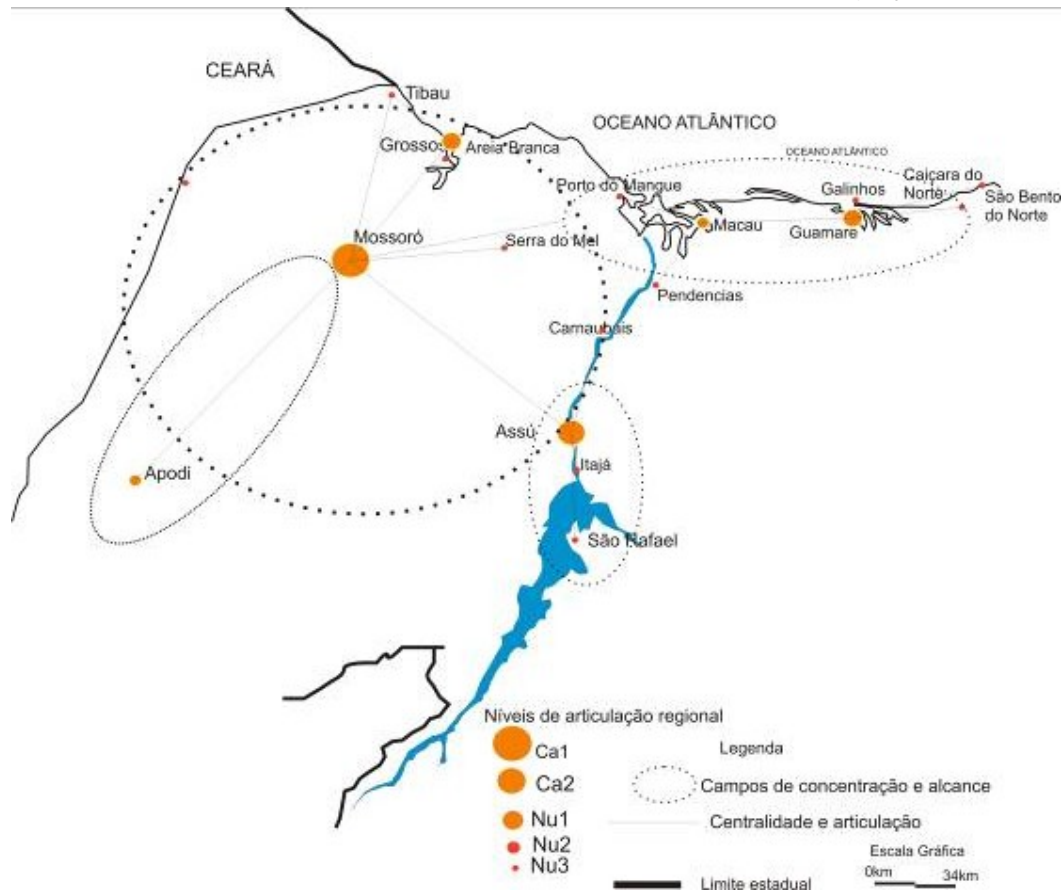 CEARÁ
Tibau
OCEANO ATLÂNTICO
Grossos
Areia Branca
OCEANO ATLÂNTICO
Porto do Mangue
Galinhos
Caiçara do
Norte
São Bento
do Norte
Mossoró
Serra do Mel
Macau
Guamare
Pendencias
Carnaubais
Assú
Itajá
Apodi
São Rafael
Níveis de articulação regional
Ca1
Ca2
Nu1
Nu2
Nu3
Legenda
Campos de concentração e alcance
Centralidade e articulação
Escala Gráfica
0km 34km
Limite estadual